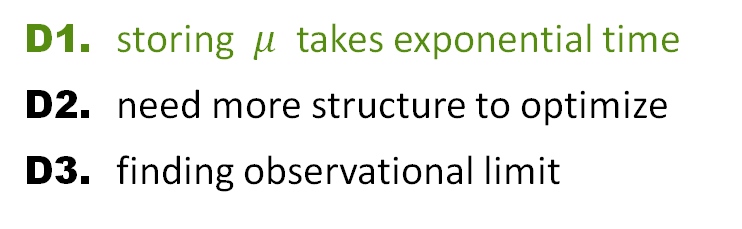 D1. storing μ takes exponential time
D2. need more structure to optimize
D3. finding observational limit